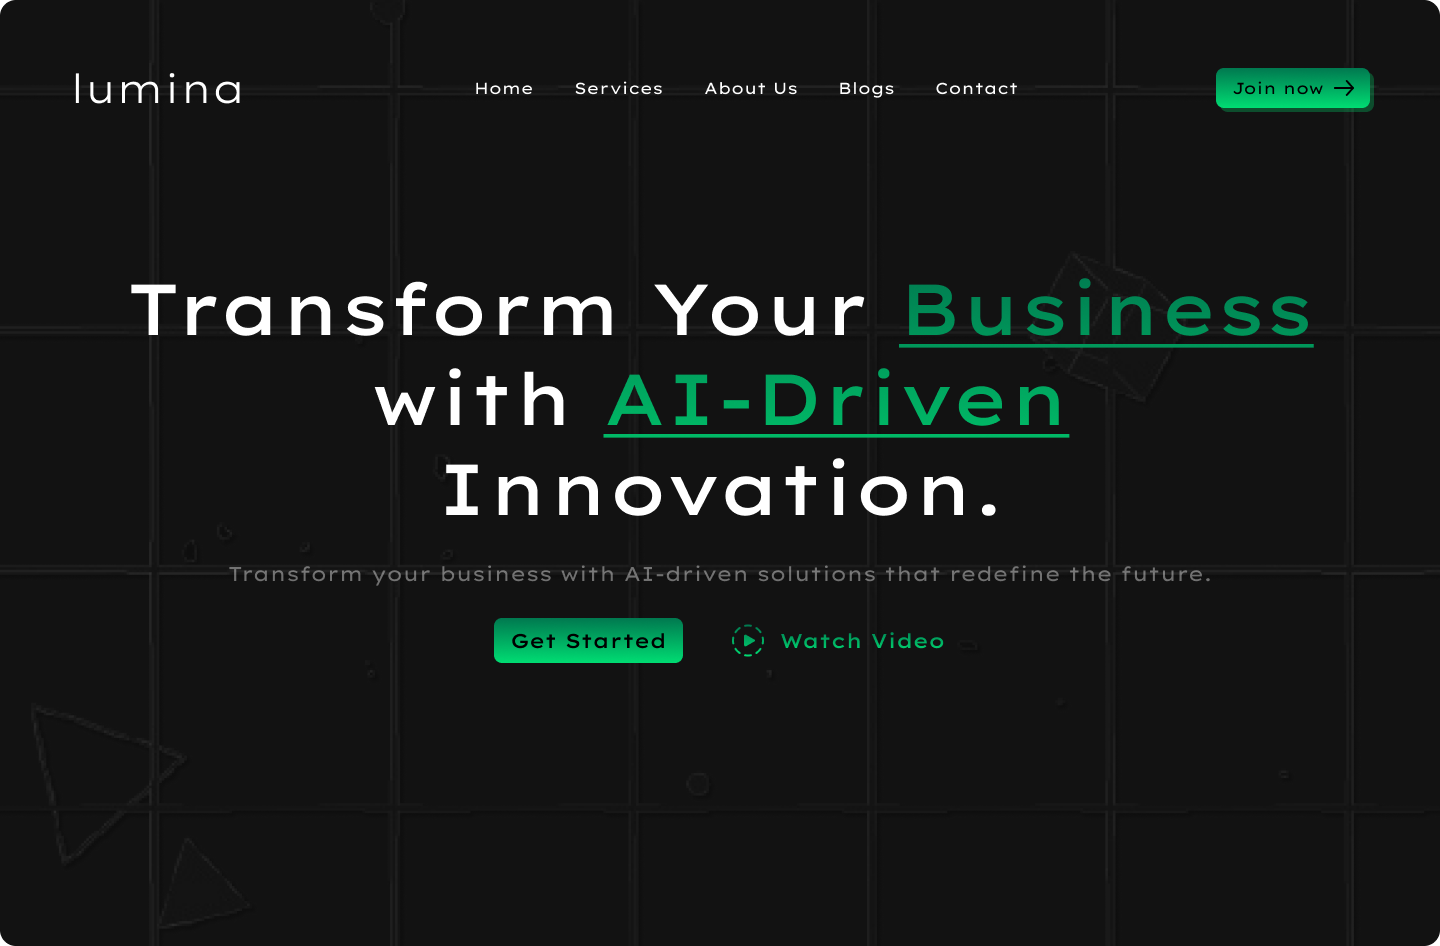 lumina
Home Services About Us Blogs Contact
Join now
Transform Your Business
with AI-Driven
Innovation.
Transform your business with AI-driven solutions that redefine the future.
Get Started
Watch Video